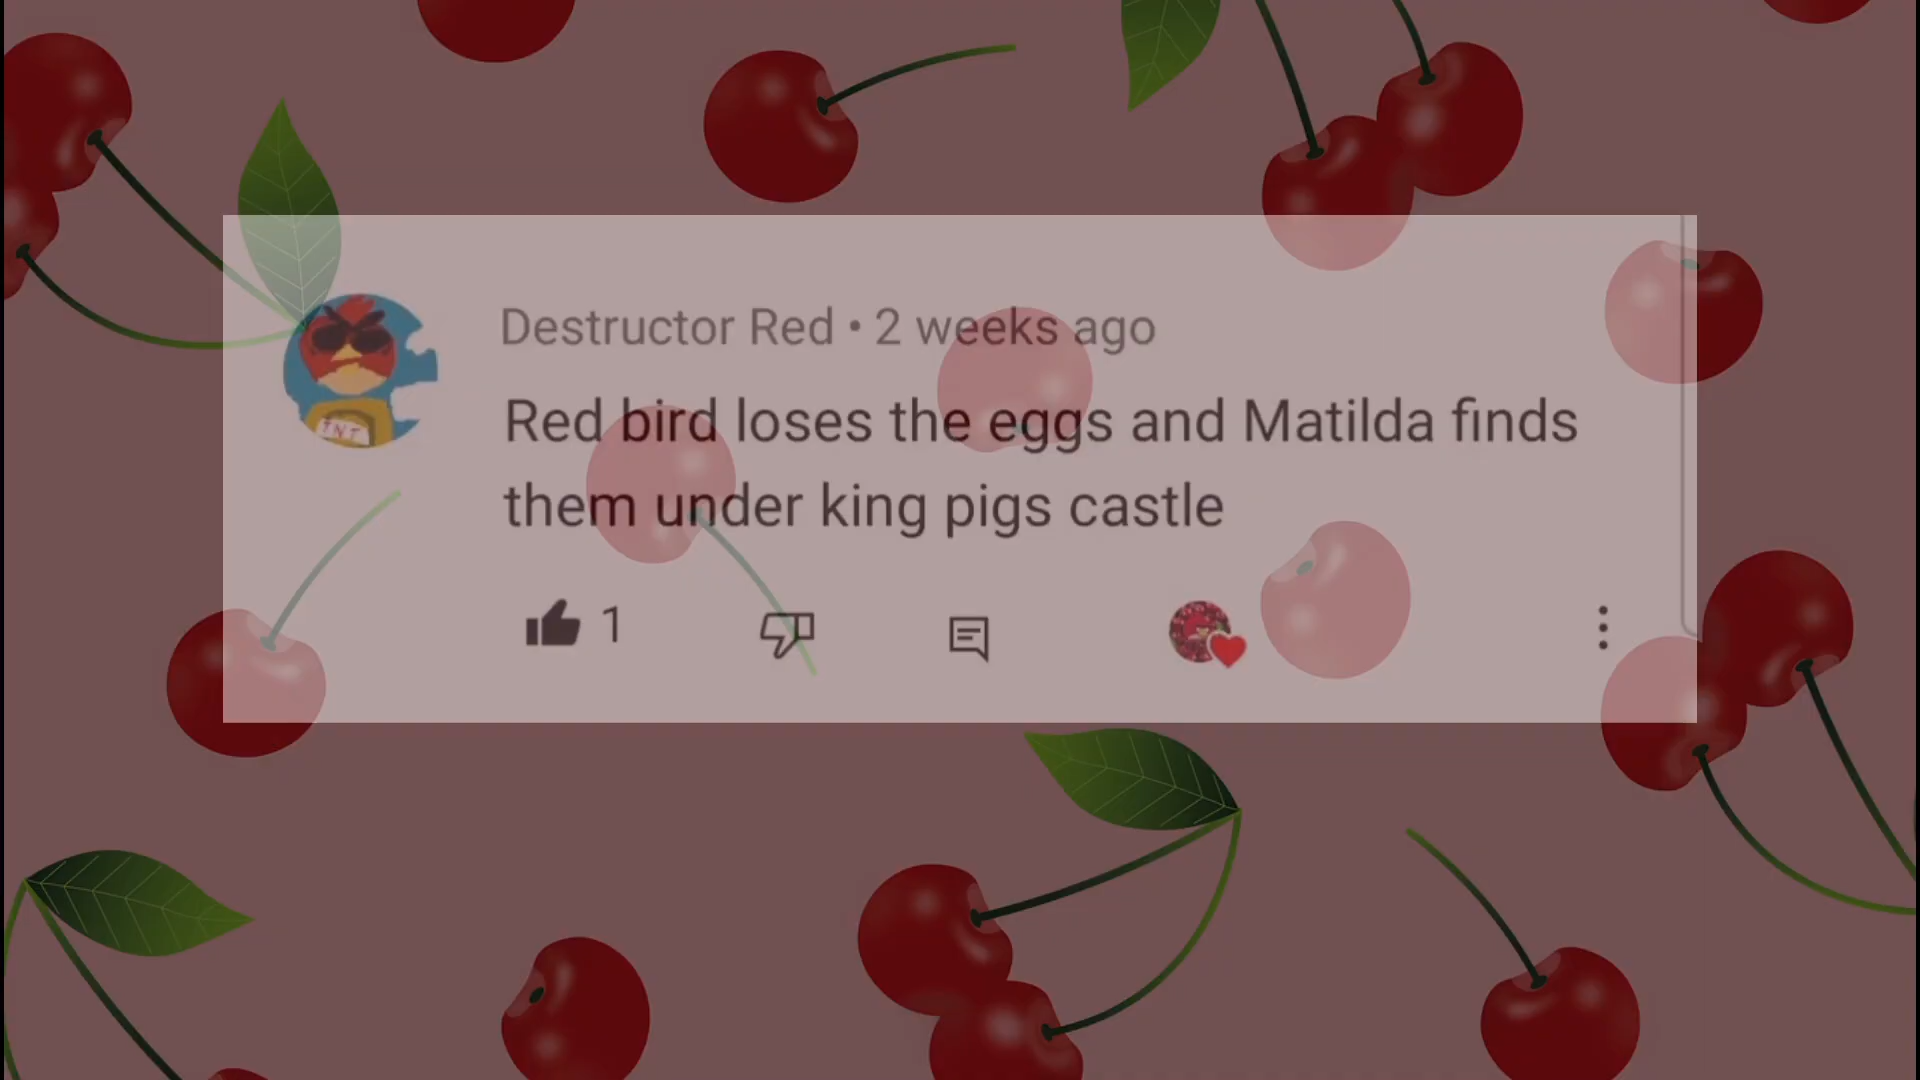 Destructor Red • 2 weeks ago
Red bird loses the eggs and Matilda finds
them under king pigs castle
TNT
1